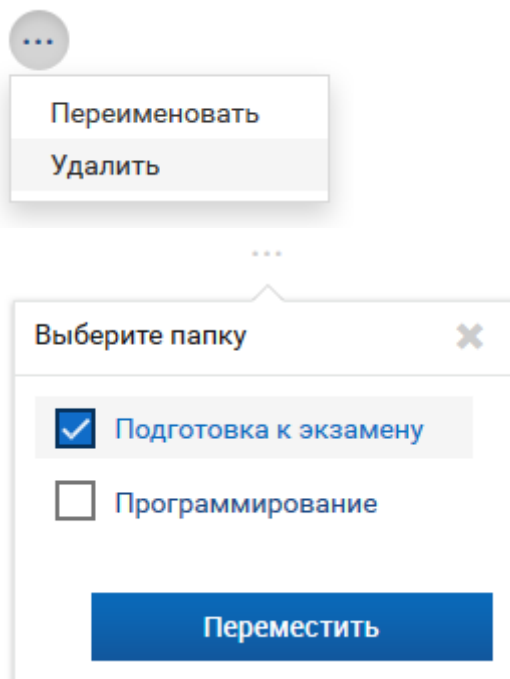 ...
Переименовать
Удалить
...
Выберите папку
Подготовка к экзамену
Программирование
Переместить